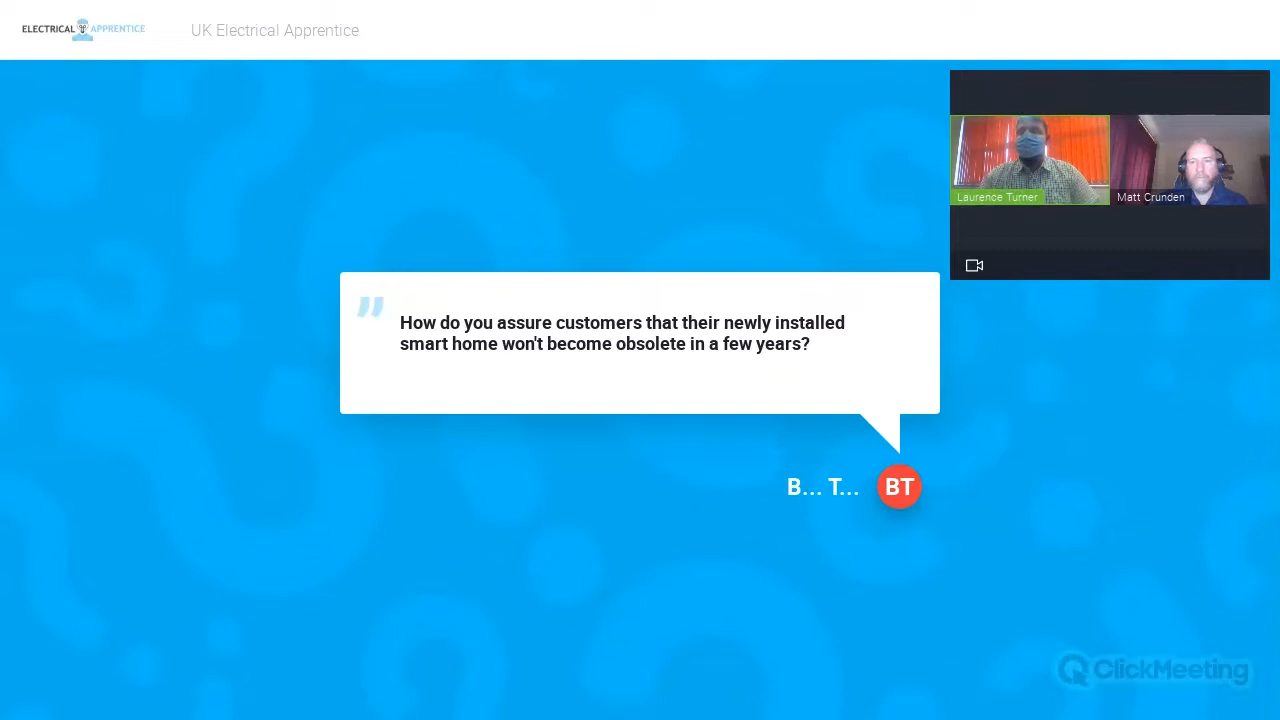 ELECTRICAL APPRENTICE
UK Electrical Apprentice
Laurence Turner
Matt Crunden
How do you assure customers that their newly installed
smart home won't become obsolete in a few years?
B... T...
BT
ClickMeeting